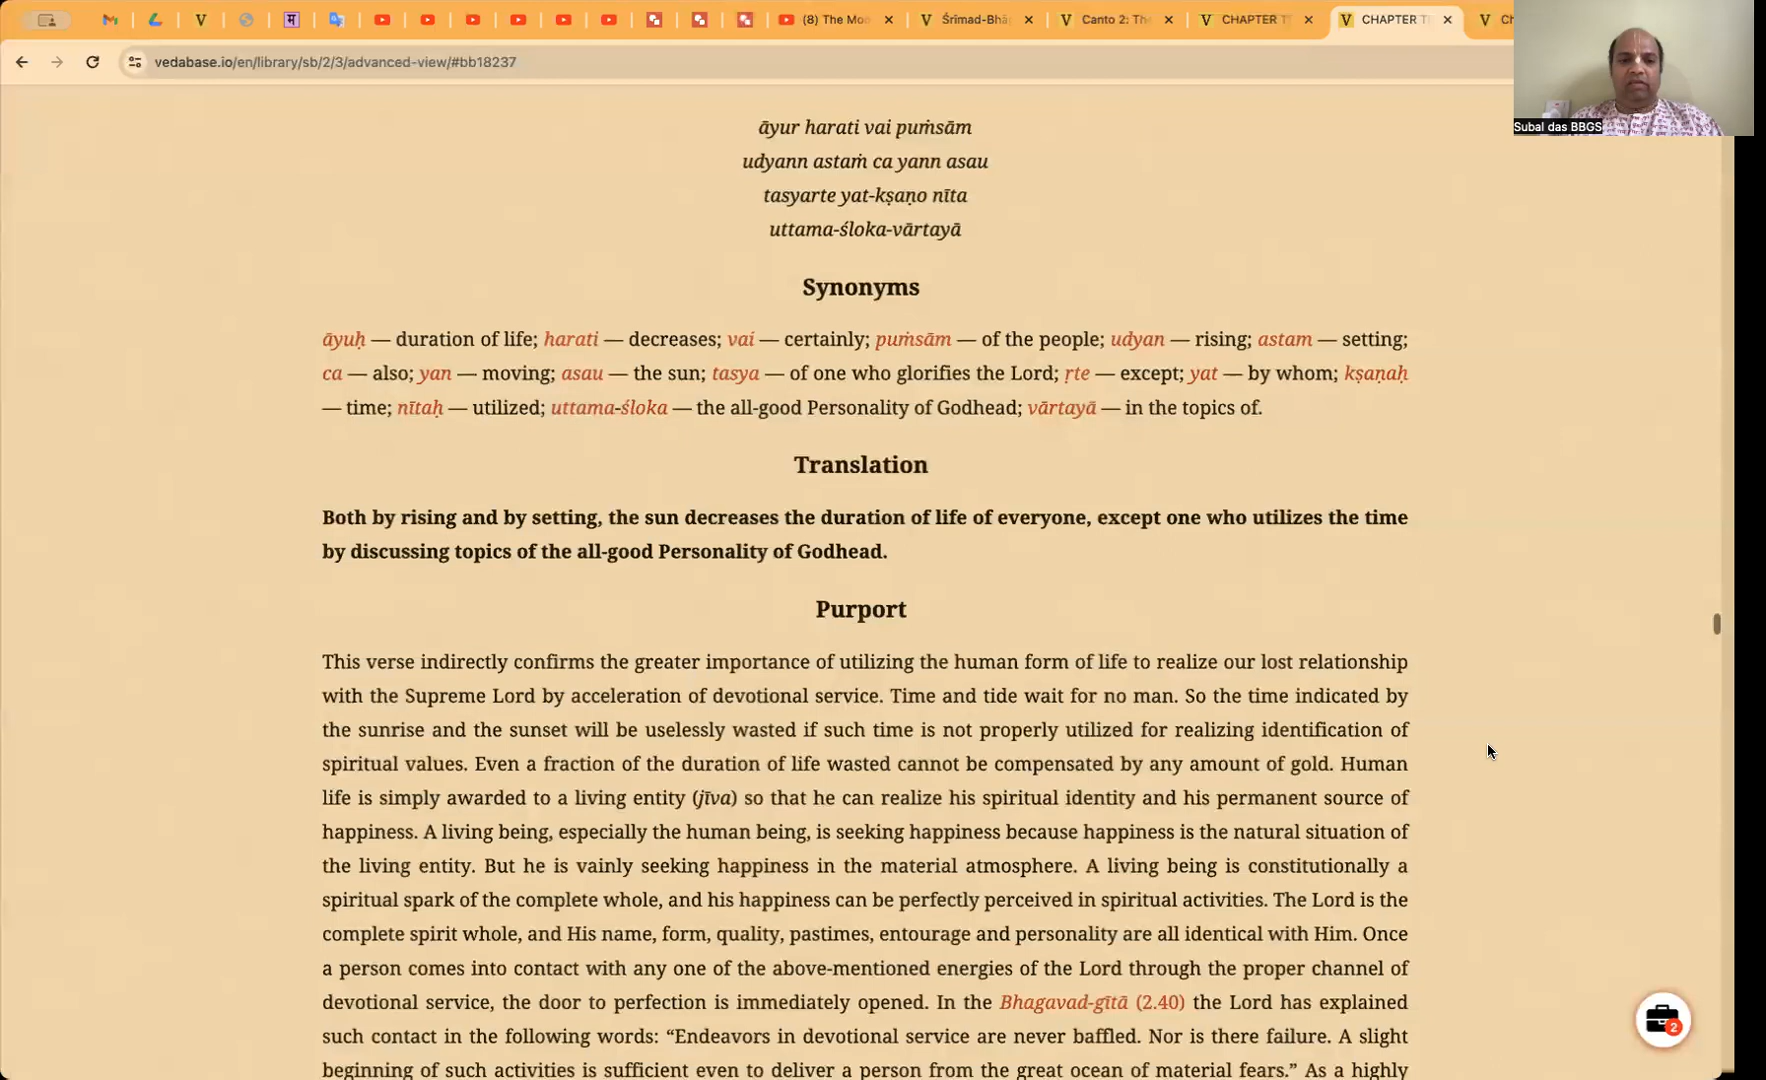 (8) The Mo
Śrīmad-Bhā
Canto 2: Th
CHAPTER T
CHAPTER T
Ch
vedabase.io/en/library/sb/2/3/advanced-view/#bb18237
Subal das BBGS
āyur harati vai puṁsām
udyann astaṁ ca yann asau
tasyarte yat-kṣaṇo nīta
uttama-śloka-vārtayā
Synonyms
āyuḥ — duration of life; harati — decreases; vai — certainly; puṁsām — of the people; udyan — rising; astam — setting;
ca — also; yan — moving; asau — the sun; tasya — of one who glorifies the Lord; ṛte — except; yat — by whom; kṣaṇaḥ
— time; nītaḥ — utilized; uttama-śloka — the all-good Personality of Godhead; vārtayā — in the topics of.
Translation
Both by rising and by setting, the sun decreases the duration of life of everyone, except one who utilizes the time
by discussing topics of the all-good Personality of Godhead.
Purport
This verse indirectly confirms the greater importance of utilizing the human form of life to realize our lost relationship
with the Supreme Lord by acceleration of devotional service. Time and tide wait for no man. So the time indicated by
the sunrise and the sunset will be uselessly wasted if such time is not properly utilized for realizing identification of
spiritual values. Even a fraction of the duration of life wasted cannot be compensated by any amount of gold. Human
life is simply awarded to a living entity (jīva) so that he can realize his spiritual identity and his permanent source of
happiness. A living being, especially the human being, is seeking happiness because happiness is the natural situation of
the living entity. But he is vainly seeking happiness in the material atmosphere. A living being is constitutionally a
spiritual spark of the complete whole, and his happiness can be perfectly perceived in spiritual activities. The Lord is the
complete spirit whole, and His name, form, quality, pastimes, entourage and personality are all identical with Him. Once
a person comes into contact with any one of the above-mentioned energies of the Lord through the proper channel of
devotional service, the door to perfection is immediately opened. In the Bhagavad-gītā (2.40) the Lord has explained
such contact in the following words: “Endeavors in devotional service are never baffled. Nor is there failure. A slight
beginning of such activities is sufficient even to deliver a person from the great ocean of material fears.” As a highly
2